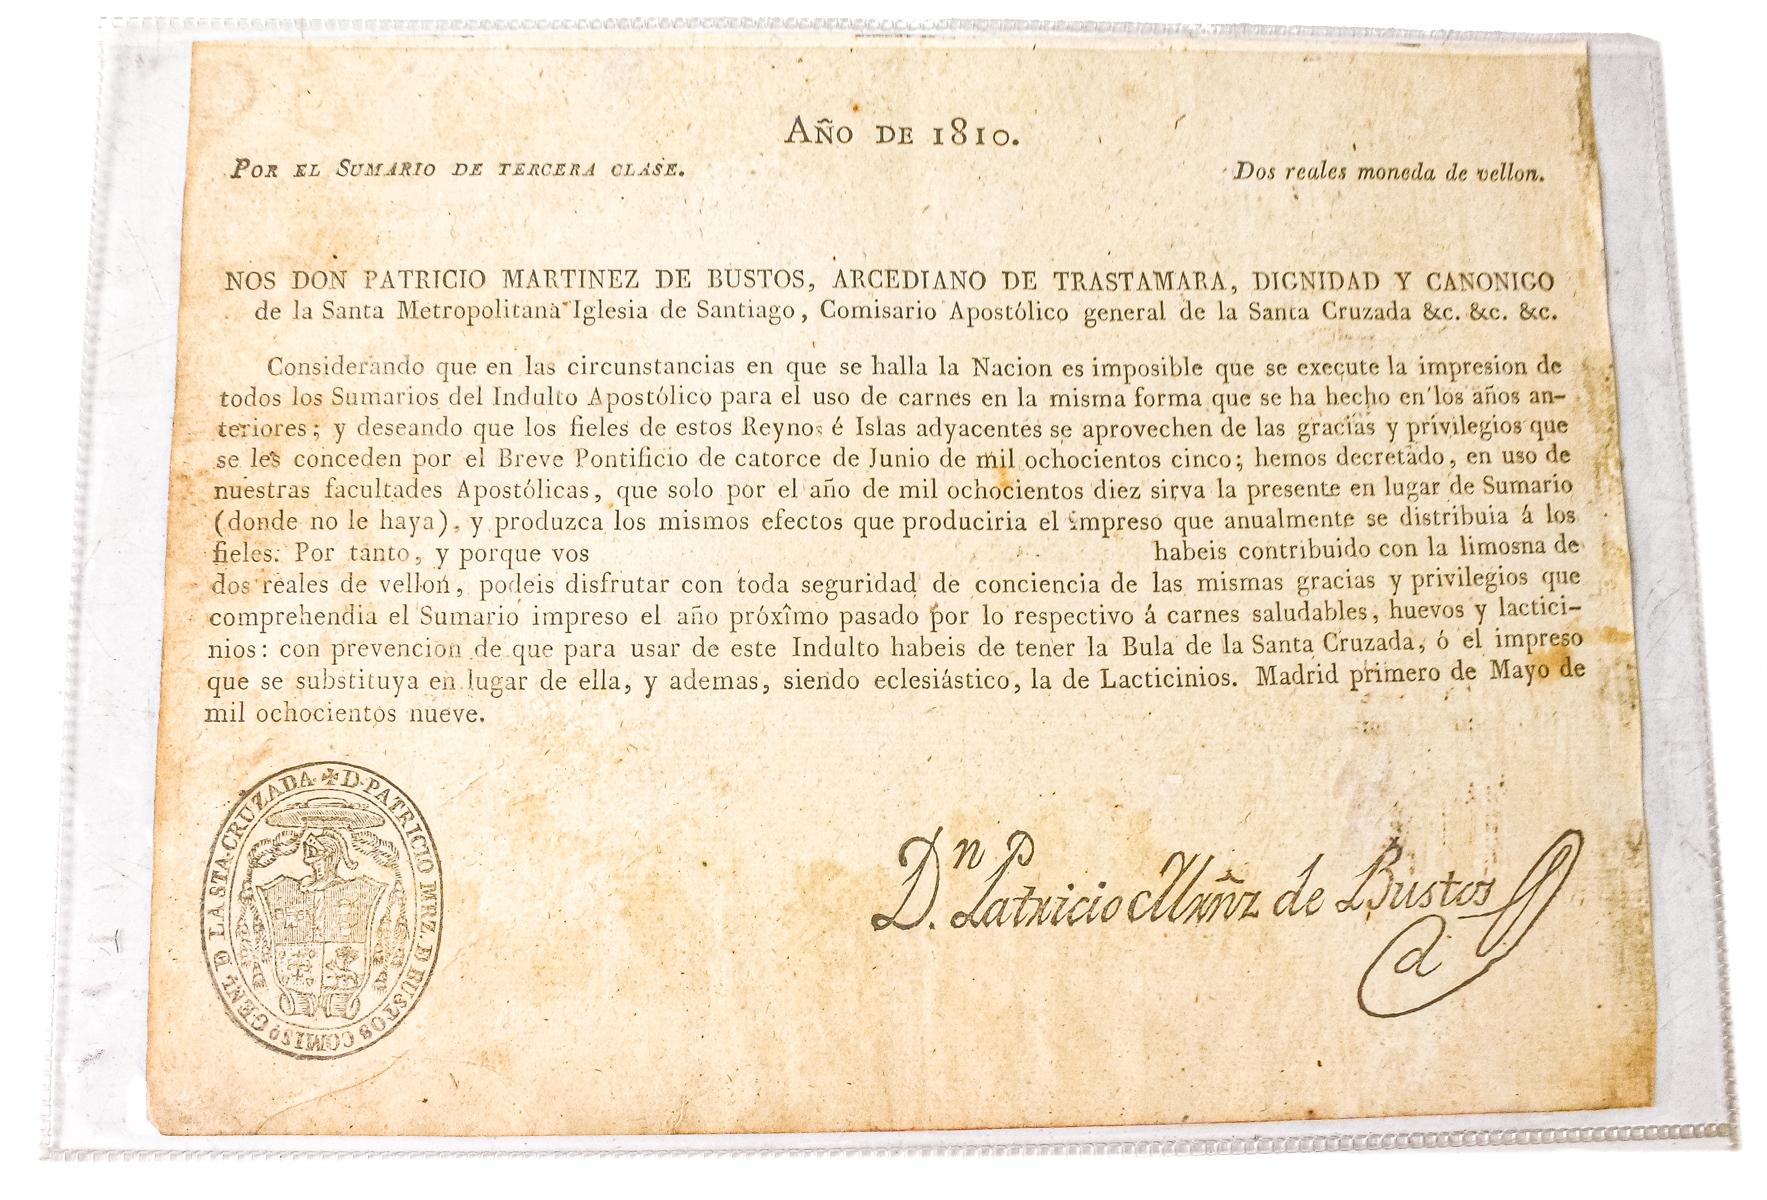 Año de 1810.
Por el Sumario de tercera clase.
Dos reales moneda de vellon.
NOS DON PATRICIO MARTINEZ DE BUSTOS, ARCEDIANO DE TRASTAMARA, DIGNIDAD Y CANONIGO
de la Santa Metropolitana Iglesia de Santiago, Comisario Apostólico general de la Santa Cruzada &c. &c. &c.
Considerando que en las circunstancias en que se halla la Nacion es imposible que se execute la impresion de
todos los Sumarios del Indulto Apostólico para el uso de carnes en la misma forma que se ha hecho en los años an-
teriores; y deseando que los fieles de estos Reynos é Islas adyacentes se aprovechen de las gracias y privilegios que
se les conceden por el Breve Pontificio de catorce de Junio de mil ochocientos cinco; hemos decretado, en uso de
nuestras facultades Apostólicas, que solo por el año de mil ochocientos diez sirva la presente en lugar de Sumario
(donde no le haya), y produzca los mismos efectos que produciria el impreso que anualmente se distribuia á los
fieles. Por tanto, y porque vos habeis contribuido con la limosna de
dos reales de vellon, podeis disfrutar con toda seguridad de conciencia de las mismas gracias y privilegios que
comprehendia el Sumario impreso el año próxîmo pasado por lo respectivo á carnes saludables, huevos y lactici-
nios: con prevencion de que para usar de este Indulto habeis de tener la Bula de la Santa Cruzada, ó el impreso
que se substituya en lugar de ella, y ademas, siendo eclesiástico, la de Lacticinios. Madrid primero de Mayo de
mil ochocientos nueve.
✠ D. PATRICIO MRZ. D BUSTOS COMISº GENL D LA STA. CRUZADA
Dn. Patricio Mrñz de Bustos